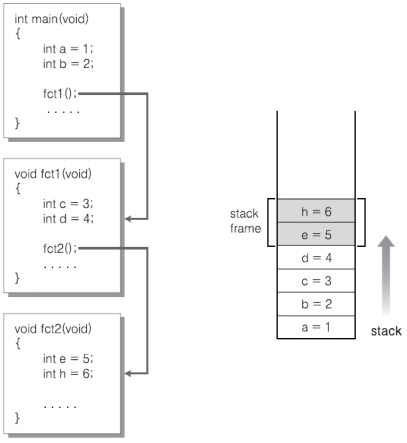 int main(void)
{
int a = 1;
int b = 2;
fct1();
. . . . .
}
void fct1(void)
{
int c = 3;
int d = 4;
fct2();
. . . . .
}
void fct2(void)
{
int e = 5;
int h = 6;
. . . . .
}
stack
frame
h = 6
e = 5
d = 4
c = 3
b = 2
a = 1
stack